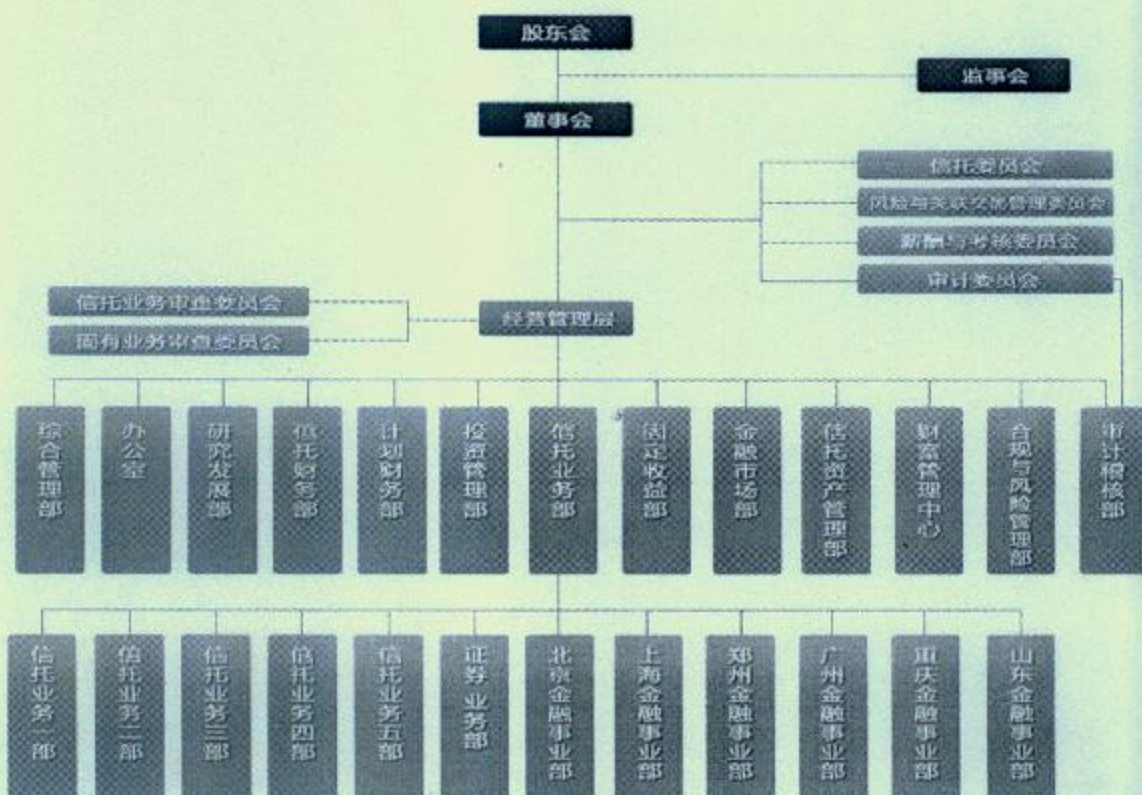 股东会
监事会
董事会
信托委员会
风险与关联交易管理委员会
薪酬与考核委员会
审计委员会
信托业务审查委员会
固有业务审查委员会
经营管理层
综合管理部
办公室
研究发展部
信托财务部
计划财务部
投资管理部
信托业务部
固定收益部
金融市场部
信托资产管理部
财富管理中心
合规与风险管理部
审计稽核部
信托业务一部
信托业务二部
信托业务三部
信托业务四部
信托业务五部
证券 业务部
北京金融事业部
上海金融事业部
郑州金融事业部
广州金融事业部
重庆金融事业部
山东金融事业部